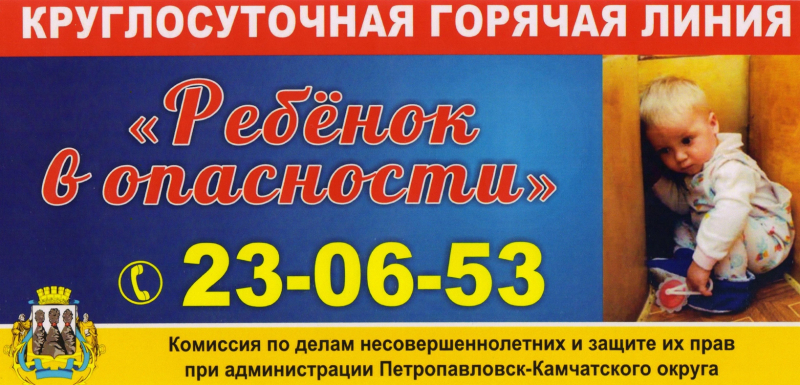 КРУГЛОСУТОЧНАЯ ГОРЯЧАЯ ЛИНИЯ
«Ребёнок
в опасности»
23-06-53
Комиссия по делам несовершеннолетних и защите их прав
при администрации Петропавловск-Камчатского округа